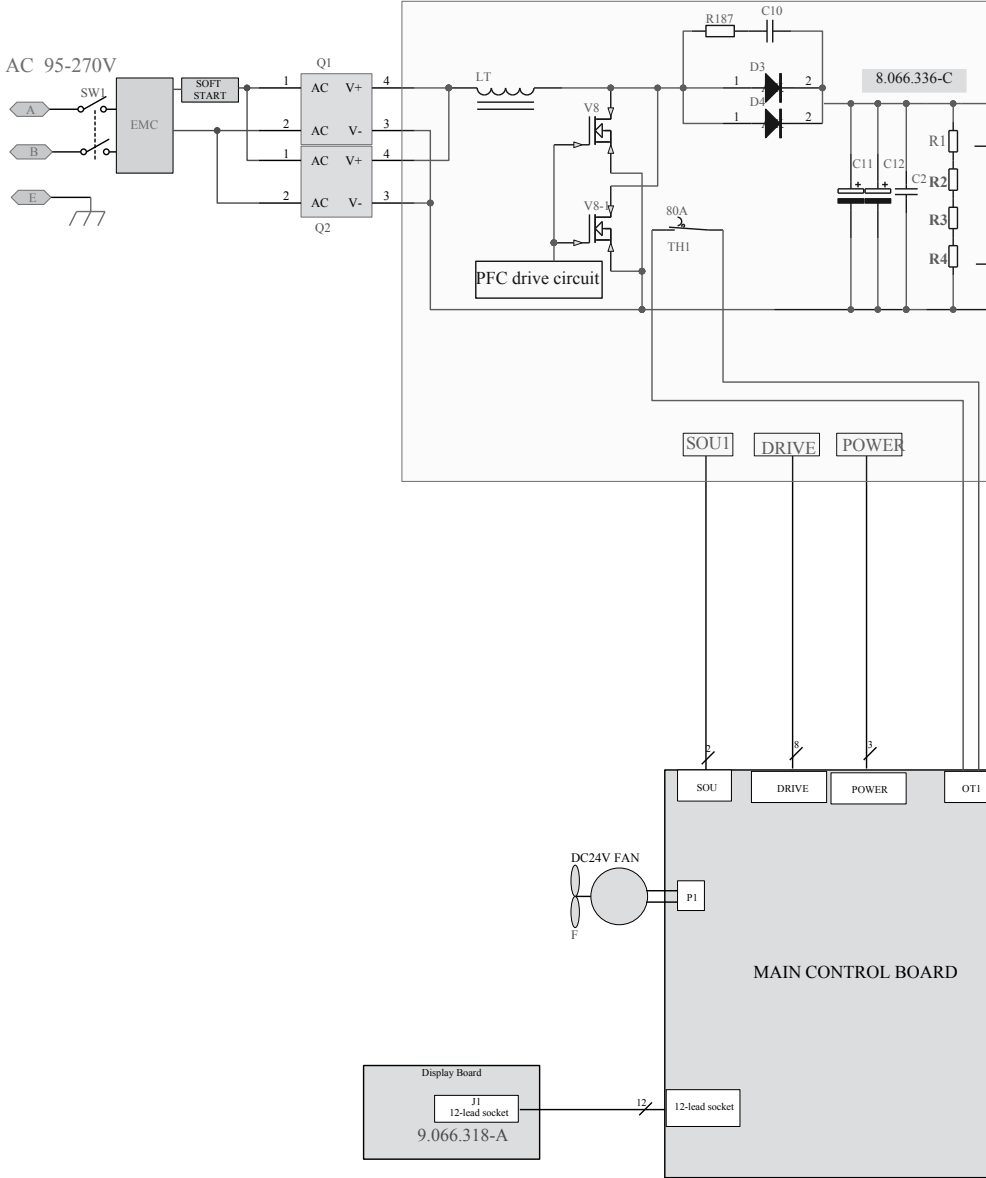 R187
C10
AC 95-270V
Q1
LT
D3
8.066.336-C
SW1
SOFT
START
1 AC V+ 4
1 2
D4
V8
A
EMC
2 AC V- 3
1 2
R1
B
1 AC V+ 4
C11
C12
C2
R2
+
+
E
2 AC V- 3
V8-1
80A
R3
Q2
TH1
R4
PFC drive circuit
SOU1
DRIVE
POWER
2
8
3
SOU
DRIVE
POWER
OT1
DC24V FAN
P1
F
MAIN CONTROL BOARD
Display Board
J1
12-lead socket
12
12-lead socket
9.066.318-A